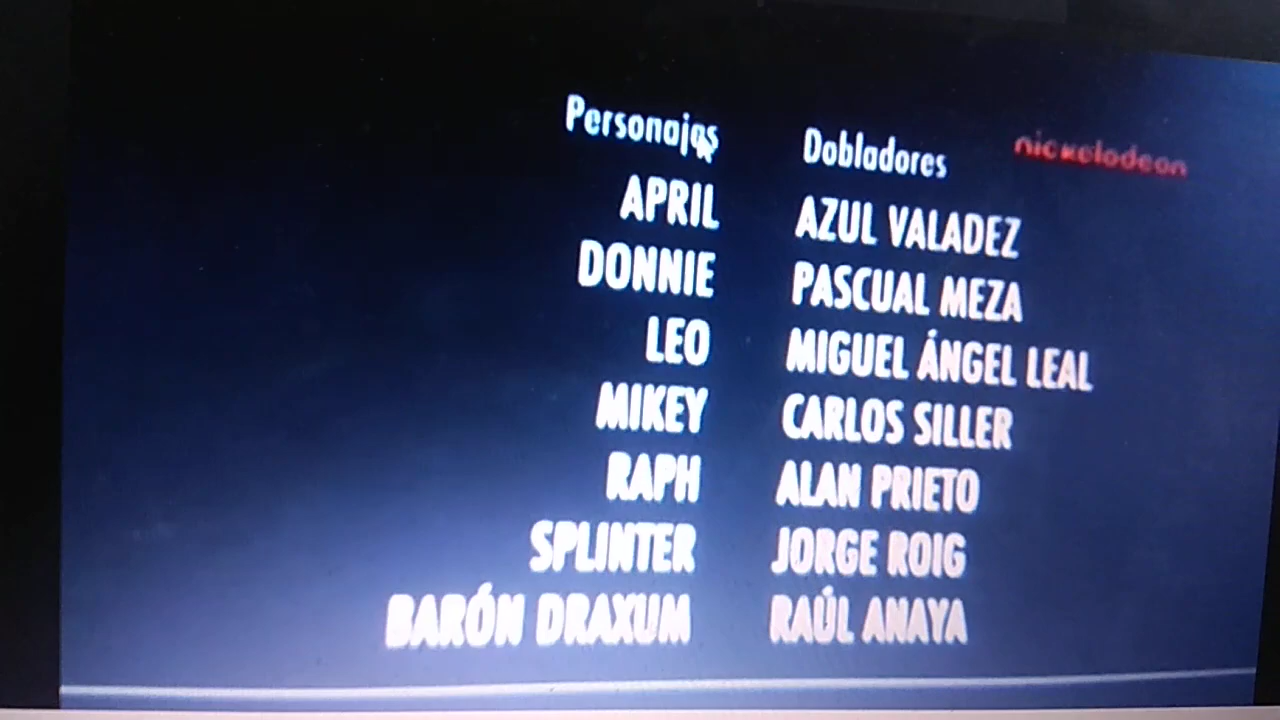 Personajes Dobladores nickelodeon
APRIL AZUL VALADEZ
DONNIE PASCUAL MEZA
LEO MIGUEL ÁNGEL LEAL
MIKEY CARLOS SILLER
RAPH ALAN PRIETO
SPLINTER JORGE ROIG
BARÓN DRAXUM RAÚL ANAYA